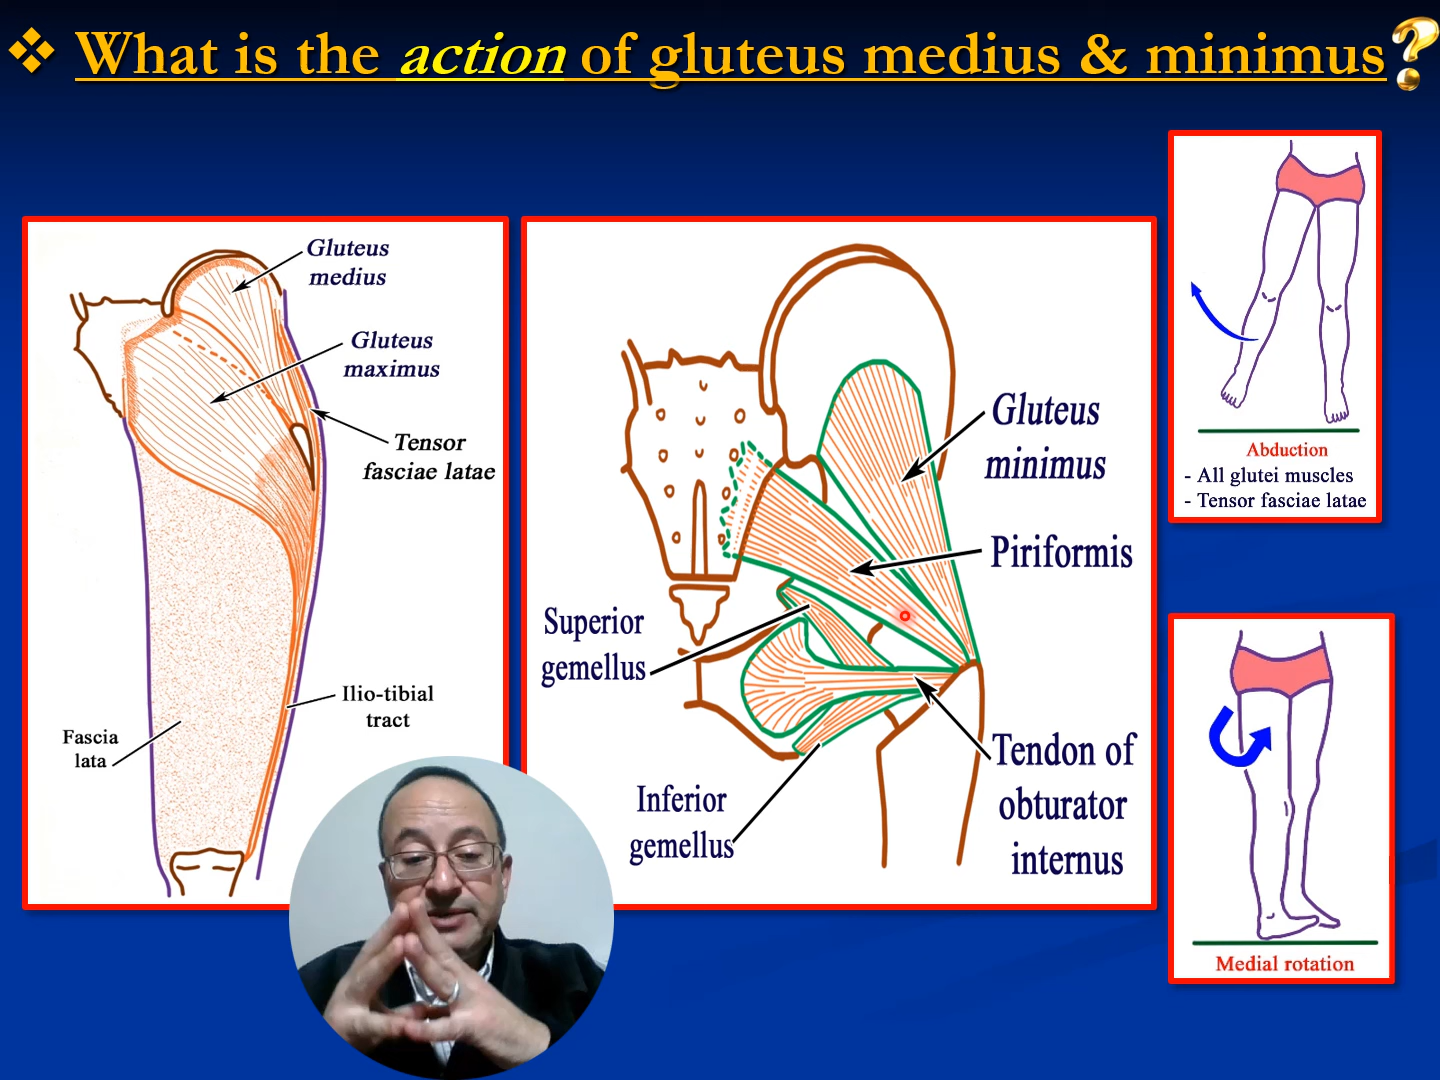 What is the action of gluteus medius & minimus?
Gluteus
medius
Gluteus
maximus
Tensor
fasciae latae
Ilio-tibial
tract
Fascia
lata
Gluteus
minimus
Piriformis
Superior
gemellus
Inferior
gemellus
Tendon of
obturator
internus
Abduction
- All glutei muscles
- Tensor fasciae latae
Medial rotation